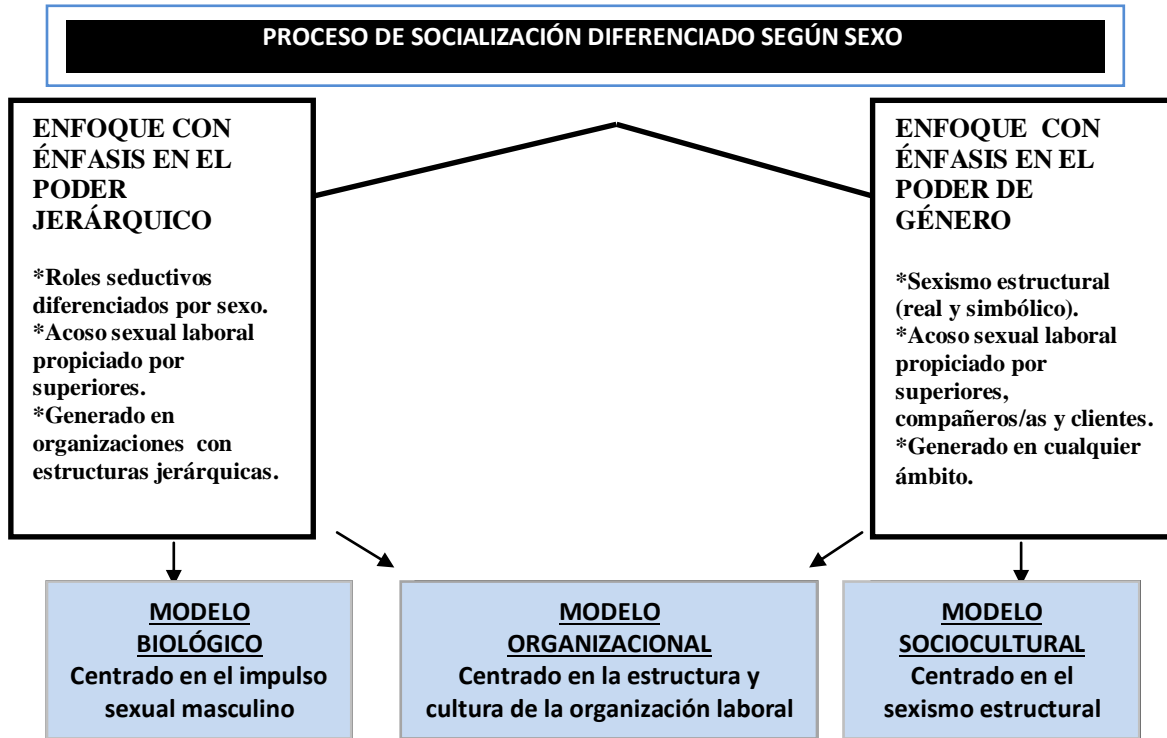 PROCESO DE SOCIALIZACIÓN DIFERENCIADO SEGÚN SEXO
ENFOQUE CON
ÉNFASIS EN EL
PODER
JERÁRQUICO
*Roles seductivos
diferenciados por sexo.
*Acoso sexual laboral
propiciado por
superiores.
*Generado en
organizaciones con
estructuras jerárquicas.
ENFOQUE CON
ÉNFASIS EN EL
PODER DE
GÉNERO
*Sexismo estructural
(real y simbólico).
*Acoso sexual laboral
propiciado por
superiores,
compañeros/as y clientes.
*Generado en cualquier
ámbito.
MODELO
BIOLÓGICO
Centrado en el impulso
sexual masculino
MODELO
ORGANIZACIONAL
Centrado en la estructura y
cultura de la organización laboral
MODELO
SOCIOCULTURAL
Centrado en el
sexismo estructural